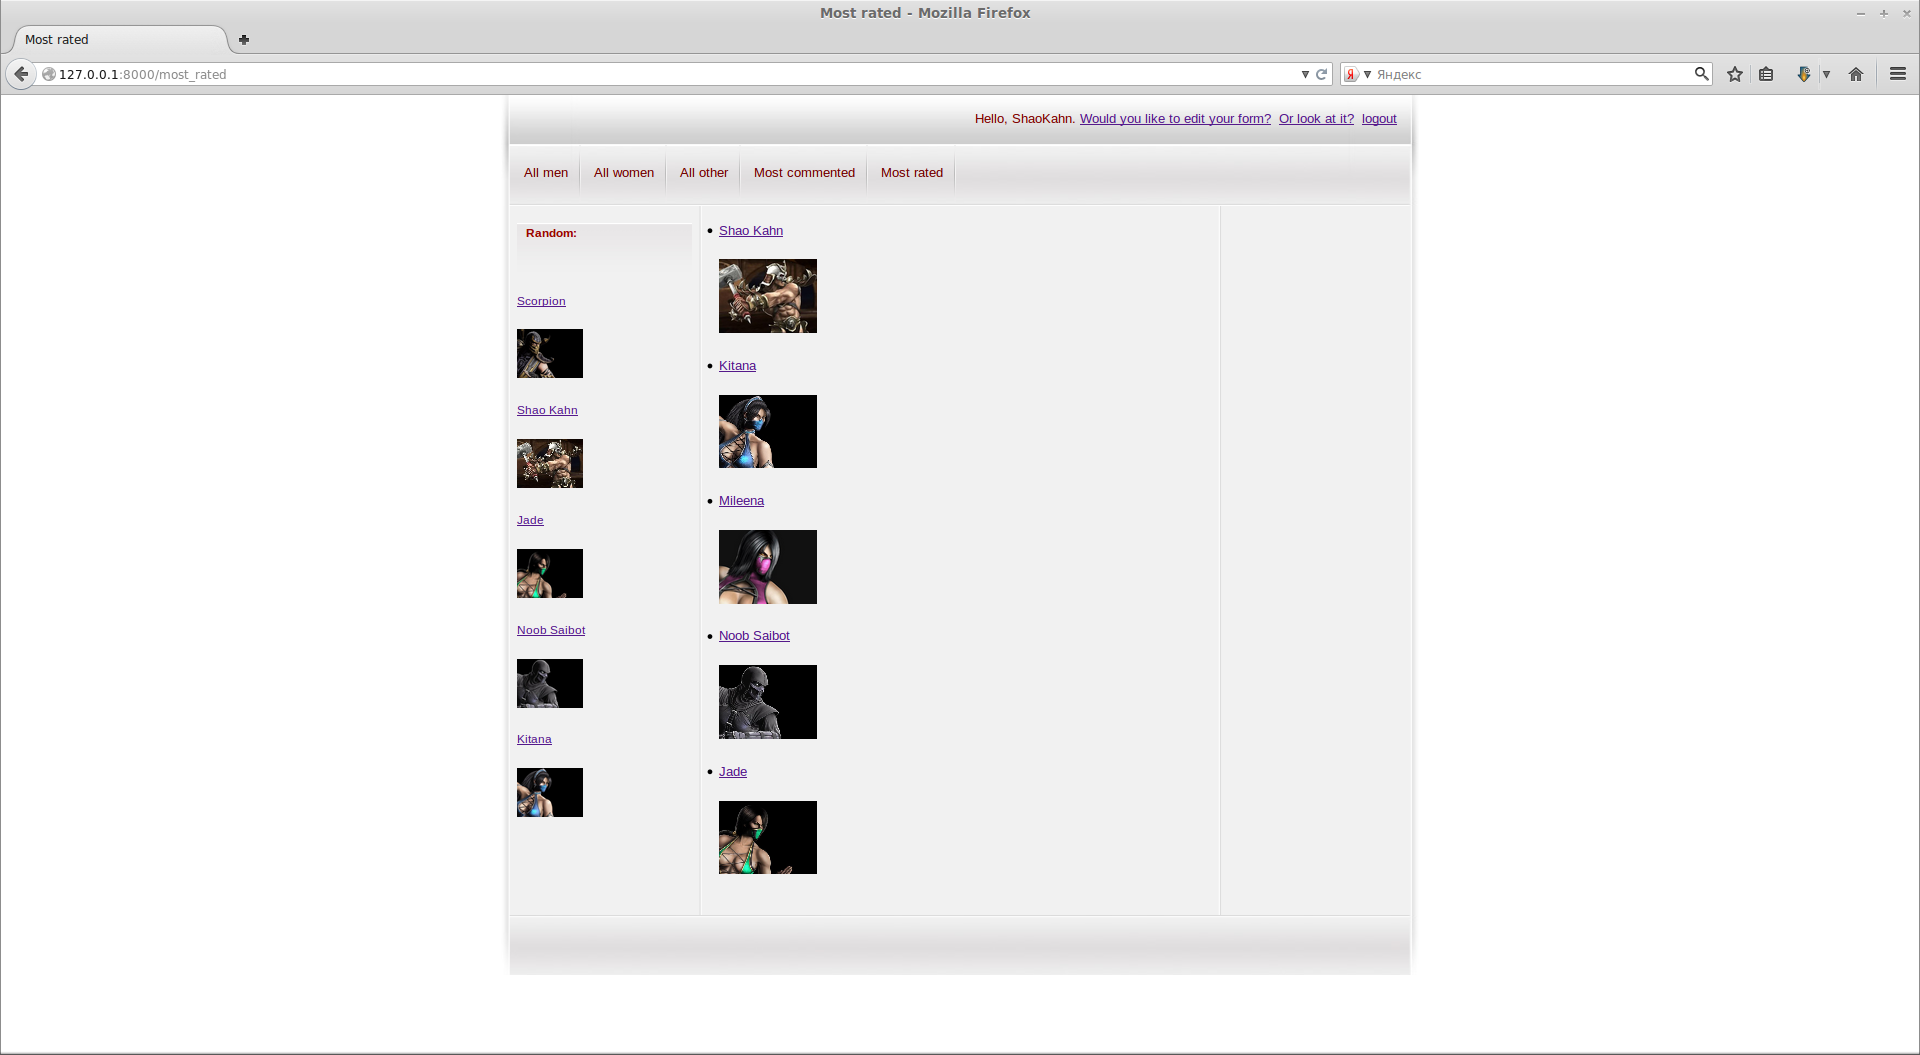 Most rated - Mozilla Firefox
Most rated
127.0.0.1:8000/most_rated
Яндекс
Hello, ShaoKahn. Would you like to edit your form? Or look at it? logout
All men All women All other Most commented Most rated
Random:
Scorpion
Shao Kahn
Jade
Noob Saibot
Kitana
Shao Kahn
Kitana
Mileena
Noob Saibot
Jade